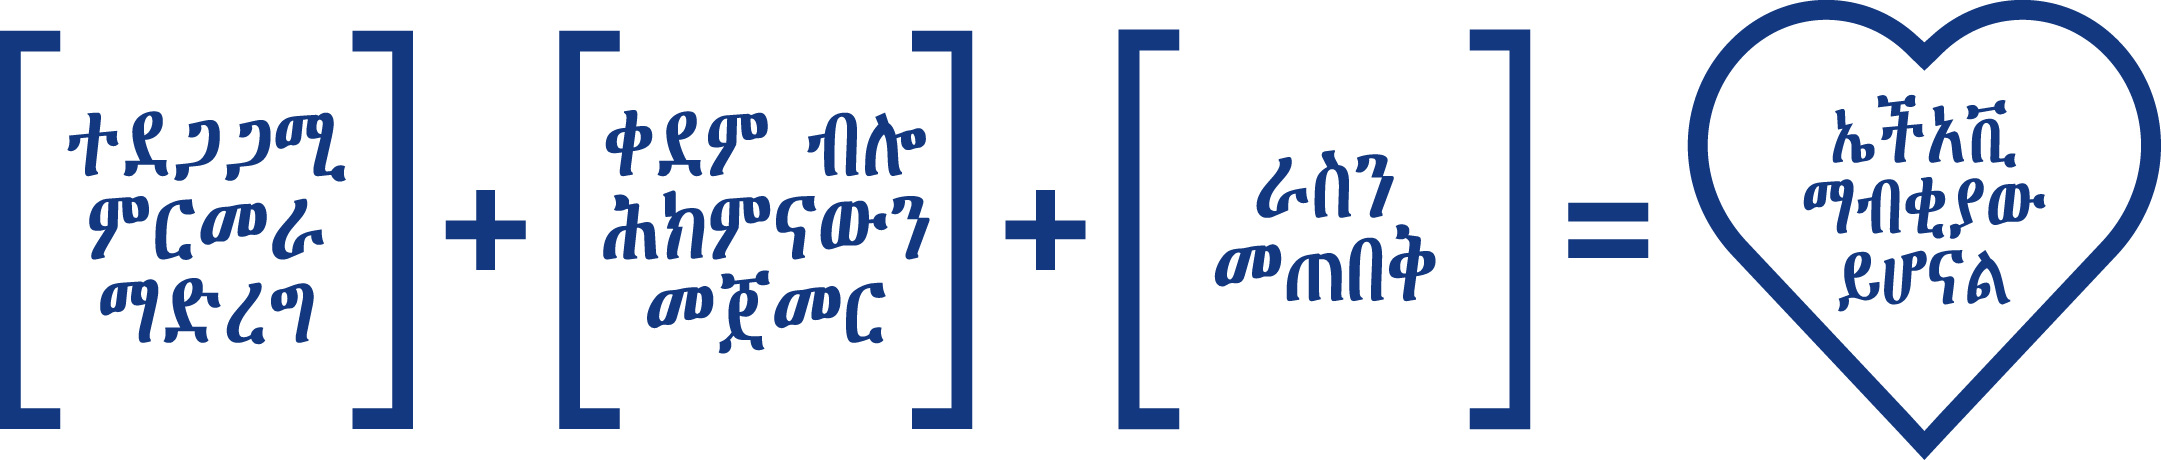 ተደጋጋሚ
ምርመራ
ማድረግ
+
ቀደም ብሎ
ሕክምናውን
መጀመር
+
ራስን
መጠበቅ
=
ኤችአቪ
ማብቂያው
ይሆናል